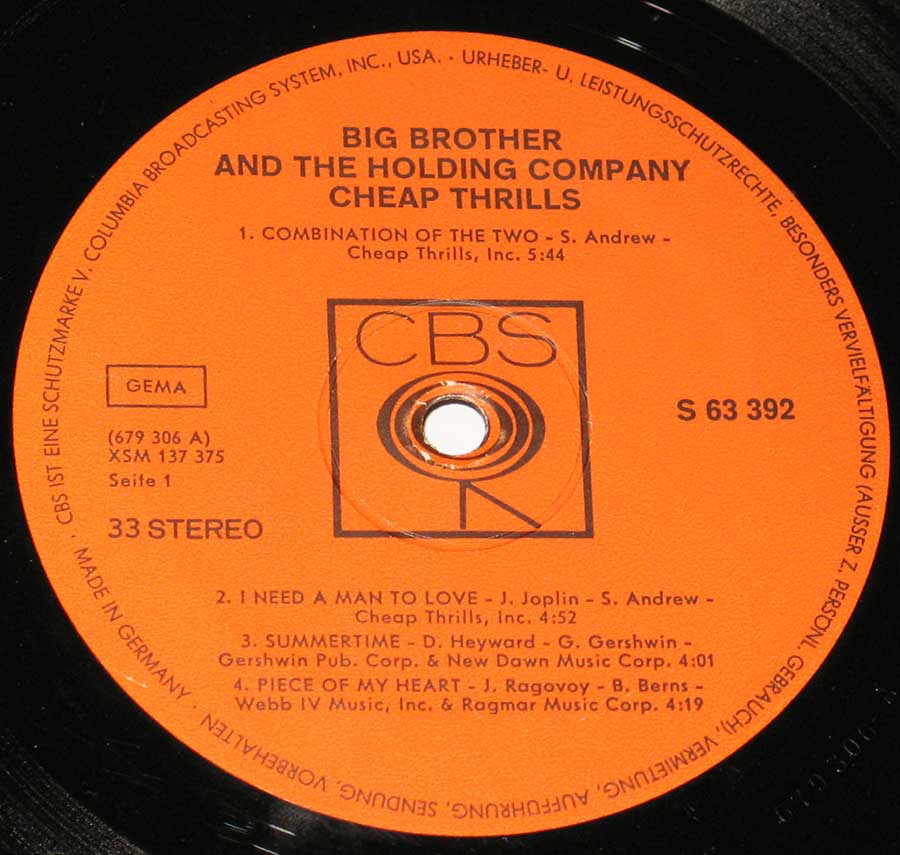 CBS IST EINE SCHUTZMARKE V. COLUMBIA BROADCASTING SYSTEM, INC., USA. · URHEBER- U. LEISTUNGSSCHUTZRECHTE, BESONDERS VERVIELFÄLTIGUNG (AUSSER Z. PERSONL. GEBRAUCH), VERMIETUNG, AUFFÜHRUNG, SENDUNG, VORBEHALTEN · MADE IN GERMANY ·
BIG BROTHER
AND THE HOLDING COMPANY
CHEAP THRILLS
1. COMBINATION OF THE TWO – S. Andrew –
Cheap Thrills, Inc. 5:44
CBS
GEMA
S 63 392
(679 306 A)
XSM 137 375
Seite 1
33 STEREO
2. I NEED A MAN TO LOVE – J. Joplin – S. Andrew –
Cheap Thrills, Inc. 4:52
3. SUMMERTIME – D. Heyward – G. Gershwin –
Gershwin Pub. Corp. & New Dawn Music Corp. 4:01
4. PIECE OF MY HEART – J. Ragovoy – B. Berns –
Webb IV Music, Inc. & Ragmar Music Corp. 4:19
679 306